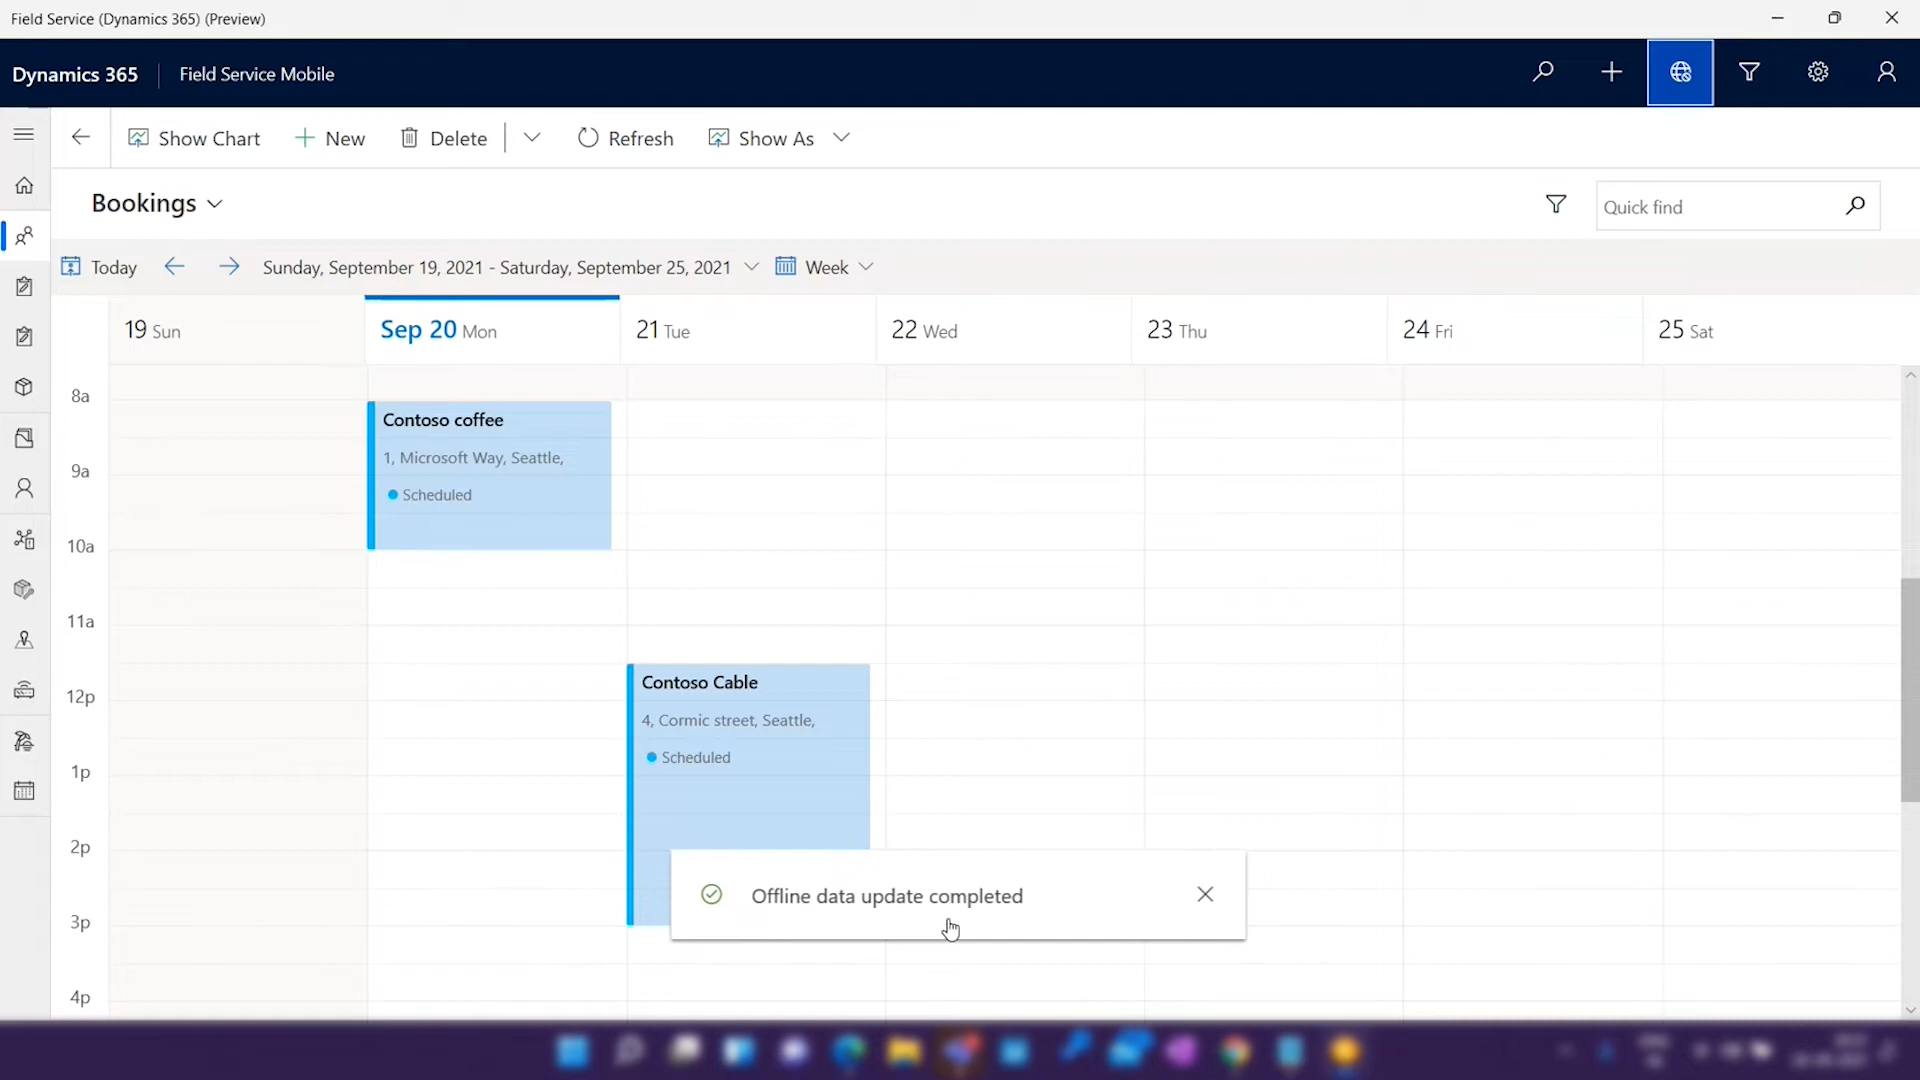 Field Service (Dynamics 365) (Preview)
Dynamics 365 Field Service Mobile
Show Chart New Delete Refresh Show As
Bookings
Quick find
Today Sunday, September 19, 2021 - Saturday, September 25, 2021 Week
19 Sun Sep 20 Mon 21 Tue 22 Wed 23 Thu 24 Fri 25 Sat
8a
Contoso coffee
1, Microsoft Way, Seattle,
9a
Scheduled
10a
11a
Contoso Cable
12p
4, Cormic street, Seattle,
Scheduled
1p
2p
Offline data update completed
3p
4p